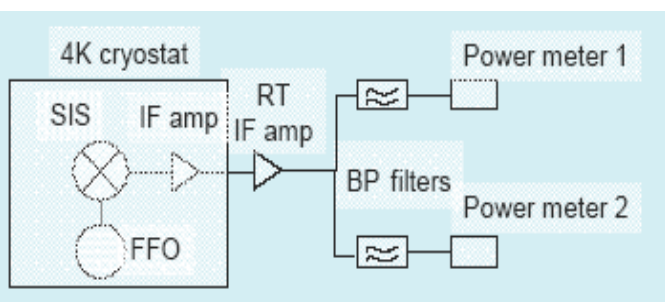 4K cryostat
Power meter 1
SIS
IF amp
RT
IF amp
BP filters
Power meter 2
FFO